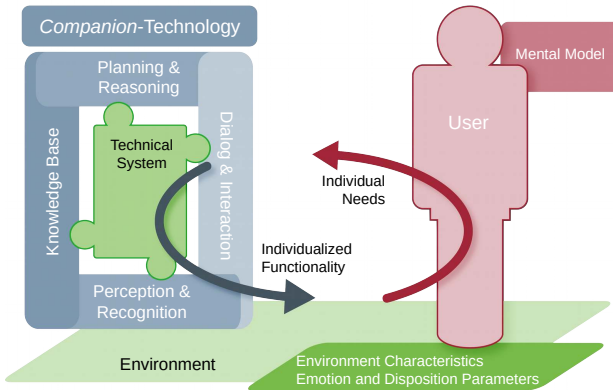 Companion-Technology
Planning &
Reasoning
Knowledge Base
Technical
System
Dialog & Interaction
Perception &
Recognition
Individualized
Functionality
Individual
Needs
User
Mental Model
Environment
Environment Characteristics
Emotion and Disposition Parameters